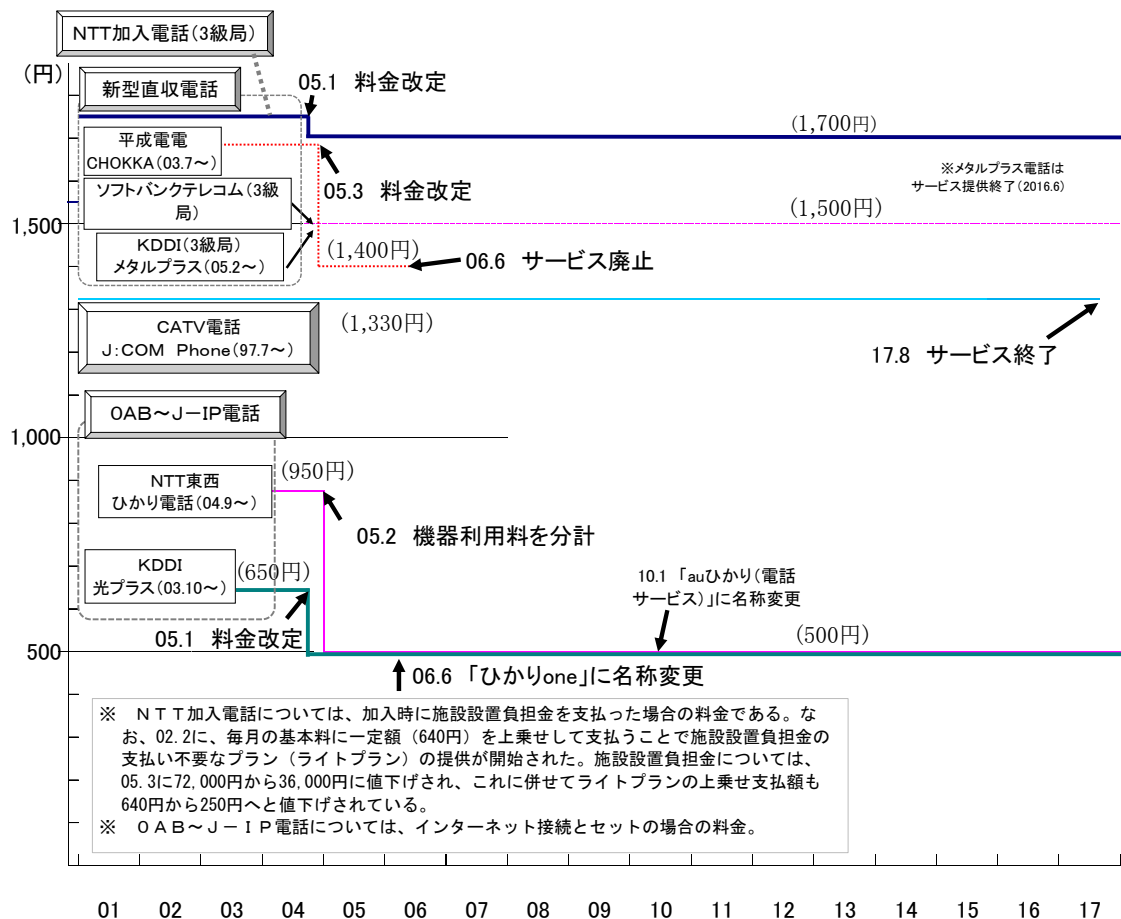 NTT加入電話（3級局）
（円）
新型直収電話
05.1　料金改定
平成電電
CHOKKA（03.7～）
（1,700円）
05.3　料金改定
※メタルプラス電話は
サービス提供終了（2016.6）
ソフトバンクテレコム（3級
局）
（1,500円）
1,500
KDDI（3級局）
メタルプラス（05.2～）
（1,400円）
06.6　サービス廃止
CATV電話
J:COM　Phone（97.7～）
（1,330円）
17.8　サービス終了
0AB～J－IP電話
1,000
NTT東西
ひかり電話（04.9～）
（950円）
05.2　機器利用料を分計
KDDI
光プラス（03.10～）
（650円）
10.1　「auひかり（電話
サービス）」に名称変更
05.1　料金改定
（500円）
500
06.6　「ひかりone」に名称変更
※　ＮＴＴ加入電話については、加入時に施設設置負担金を支払った場合の料金である。な
お、02.2に、毎月の基本料に一定額（640円）を上乗せして支払うことで施設設置負担金の
支払い不要なプラン（ライトプラン）の提供が開始された。施設設置負担金については、
05.3に72,000円から36,000円に値下げされ、これに併せてライトプランの上乗せ支払額も
640円から250円へと値下げされている。
※　０ＡＢ～Ｊ－ＩＰ電話については、インターネット接続とセットの場合の料金。
01 02 03 04 05 06 07 08 09 10 11 12 13 14 15 16 17